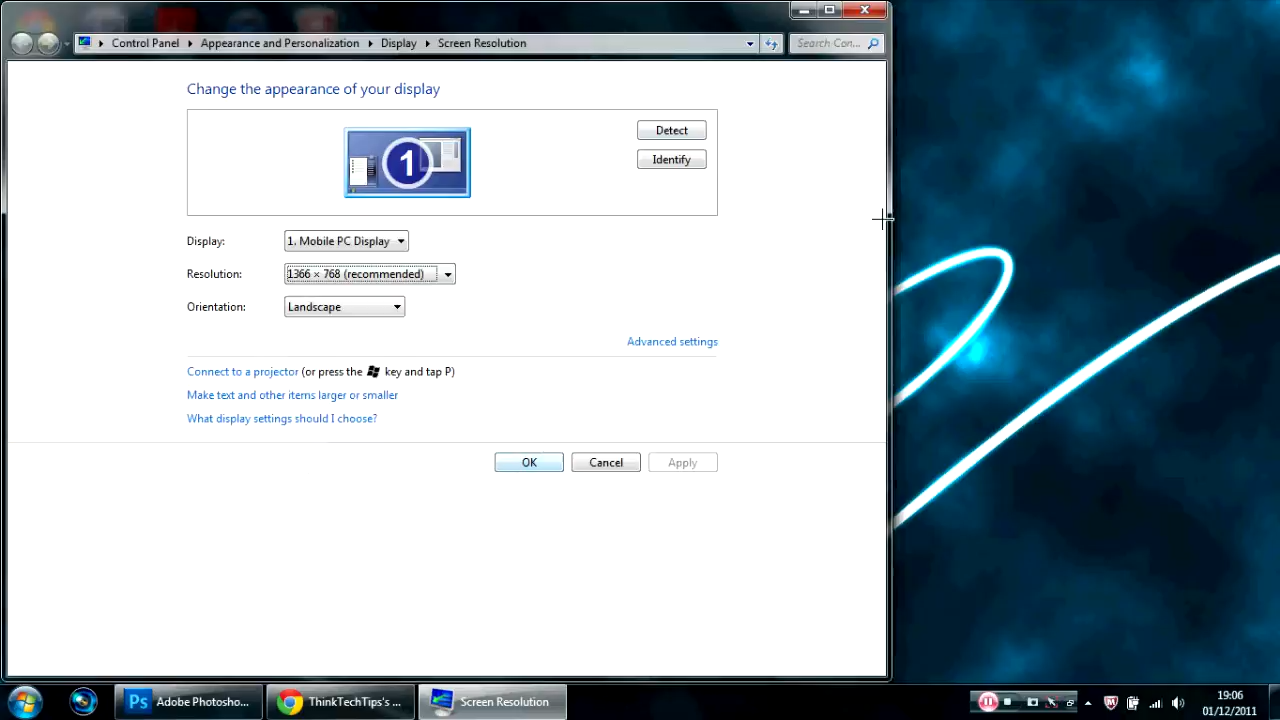 Control Panel Appearance and Personalization Display Screen Resolution Search Con...
Change the appearance of your display
1
Detect
Identify
Display: 1. Mobile PC Display
Resolution: 1366 × 768 (recommended)
Orientation: Landscape
Advanced settings
Connect to a projector (or press the key and tap P)
Make text and other items larger or smaller
What display settings should I choose?
OK Cancel Apply
Ps Adobe Photosho... ThinkTechTips's ... Screen Resolution
19:06
01/12/2011